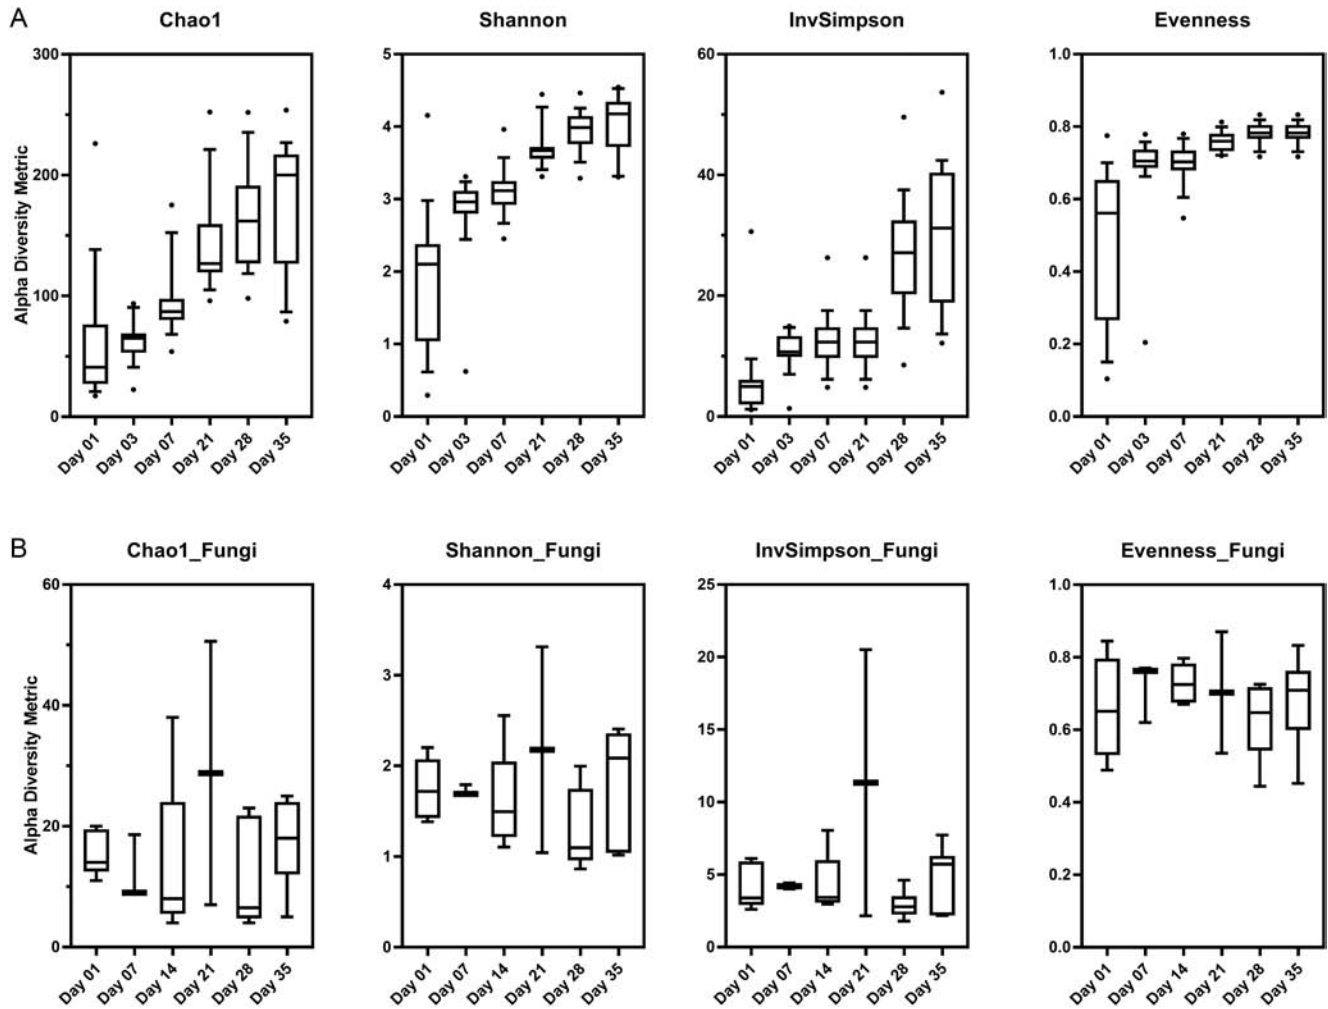 A
Chao1
Shannon
InvSimpson
Evenness
Alpha Diversity Metric
300
200
100
0
5
4
3
2
1
0
60
40
20
0
1.0
0.8
0.6
0.4
0.2
0.0
Day 01
Day 03
Day 07
Day 21
Day 28
Day 35
Day 01
Day 03
Day 07
Day 21
Day 28
Day 35
Day 01
Day 03
Day 07
Day 21
Day 28
Day 35
Day 01
Day 03
Day 07
Day 21
Day 28
Day 35
B
Chao1_Fungi
Shannon_Fungi
InvSimpson_Fungi
Evenness_Fungi
Alpha Diversity Metric
60
40
20
0
4
3
2
1
0
25
20
15
10
5
0
1.0
0.8
0.6
0.4
0.2
0.0
Day 01
Day 07
Day 14
Day 21
Day 28
Day 35
Day 01
Day 07
Day 14
Day 21
Day 28
Day 35
Day 01
Day 07
Day 14
Day 21
Day 28
Day 35
Day 01
Day 07
Day 14
Day 21
Day 28
Day 35